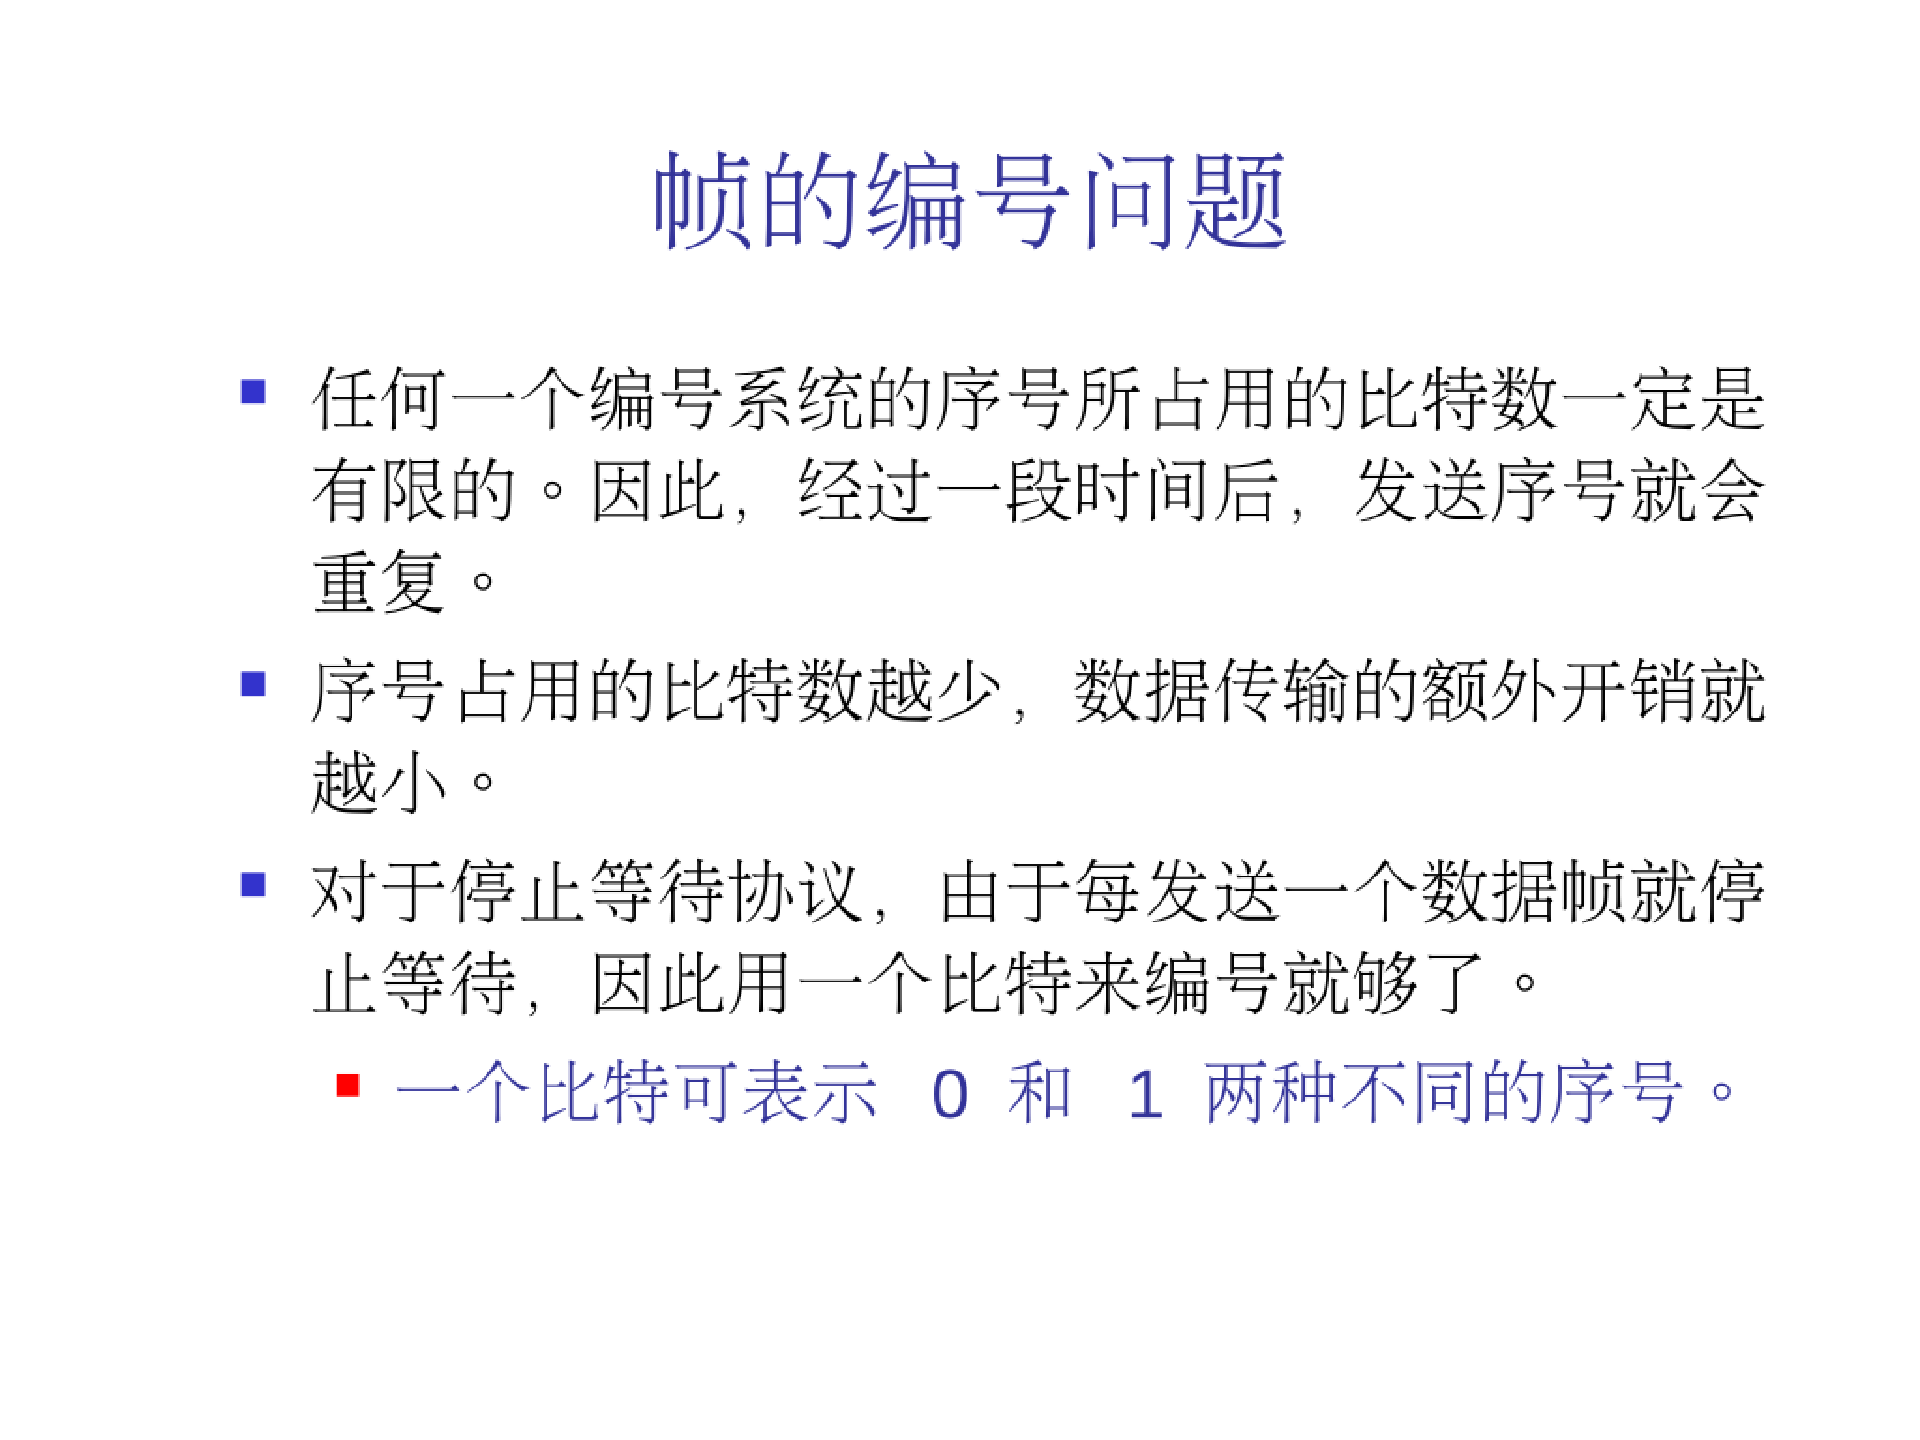 帧的编号问题
任何一个编号系统的序号所占用的比特数一定是
有限的。因此，经过一段时间后，发送序号就会
重复。
序号占用的比特数越少，数据传输的额外开销就
越小。
对于停止等待协议，由于每发送一个数据帧就停
止等待，因此用一个比特来编号就够了。
一个比特可表示 0 和 1 两种不同的序号。